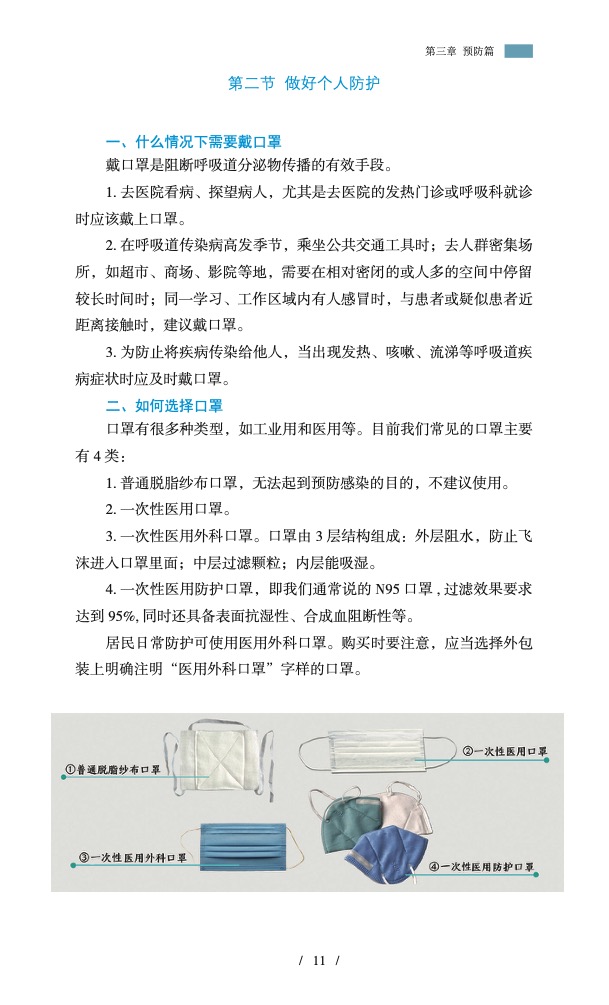 第三章 预防篇
第二节 做好个人防护
一、什么情况下需要戴口罩
戴口罩是阻断呼吸道分泌物传播的有效手段。
1. 去医院看病、探望病人，尤其是去医院的发热门诊或呼吸科就诊
时应该戴上口罩。
2. 在呼吸道传染病高发季节，乘坐公共交通工具时；去人群密集场
所，如超市、商场、影院等地，需要在相对密闭的或人多的空间中停留
较长时间时；同一学习、工作区域内有人感冒时，与患者或疑似患者近
距离接触时，建议戴口罩。
3. 为防止将疾病传染给他人，当出现发热、咳嗽、流涕等呼吸道疾
病症状时应及时戴口罩。
二、如何选择口罩
口罩有很多种类型，如工业用和医用等。目前我们常见的口罩主要
有 4 类：
1. 普通脱脂纱布口罩，无法起到预防感染的目的，不建议使用。
2. 一次性医用口罩。
3. 一次性医用外科口罩。口罩由 3 层结构组成：外层阻水，防止飞
沫进入口罩里面；中层过滤颗粒；内层能吸湿。
4. 一次性医用防护口罩，即我们通常说的 N95 口罩 , 过滤效果要求
达到 95%, 同时还具备表面抗湿性、合成血阻断性等。
居民日常防护可使用医用外科口罩。购买时要注意，应当选择外包
装上明确注明“医用外科口罩”字样的口罩。
①普通脱脂纱布口罩
②一次性医用口罩
③一次性医用外科口罩
④一次性医用防护口罩
/ 11 /